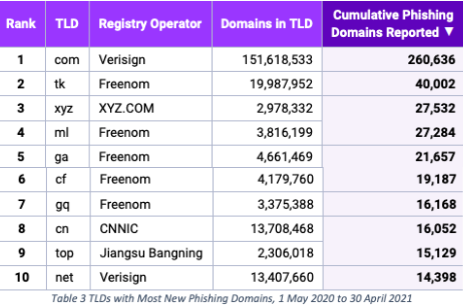 Rank TLD Registry Operator Domains in TLD Cumulative Phishing Domains Reported ▼
1 com Verisign 151,618,533 260,636
2 tk Freenom 19,987,952 40,002
3 xyz XYZ.COM 2,978,332 27,532
4 ml Freenom 3,816,199 27,284
5 ga Freenom 4,661,469 21,657
6 cf Freenom 4,179,760 19,187
7 gq Freenom 3,375,388 16,168
8 cn CNNIC 13,708,468 16,052
9 top Jiangsu Bangning 2,306,018 15,129
10 net Verisign 13,407,660 14,398
Table 3 TLDs with Most New Phishing Domains, 1 May 2020 to 30 April 2021